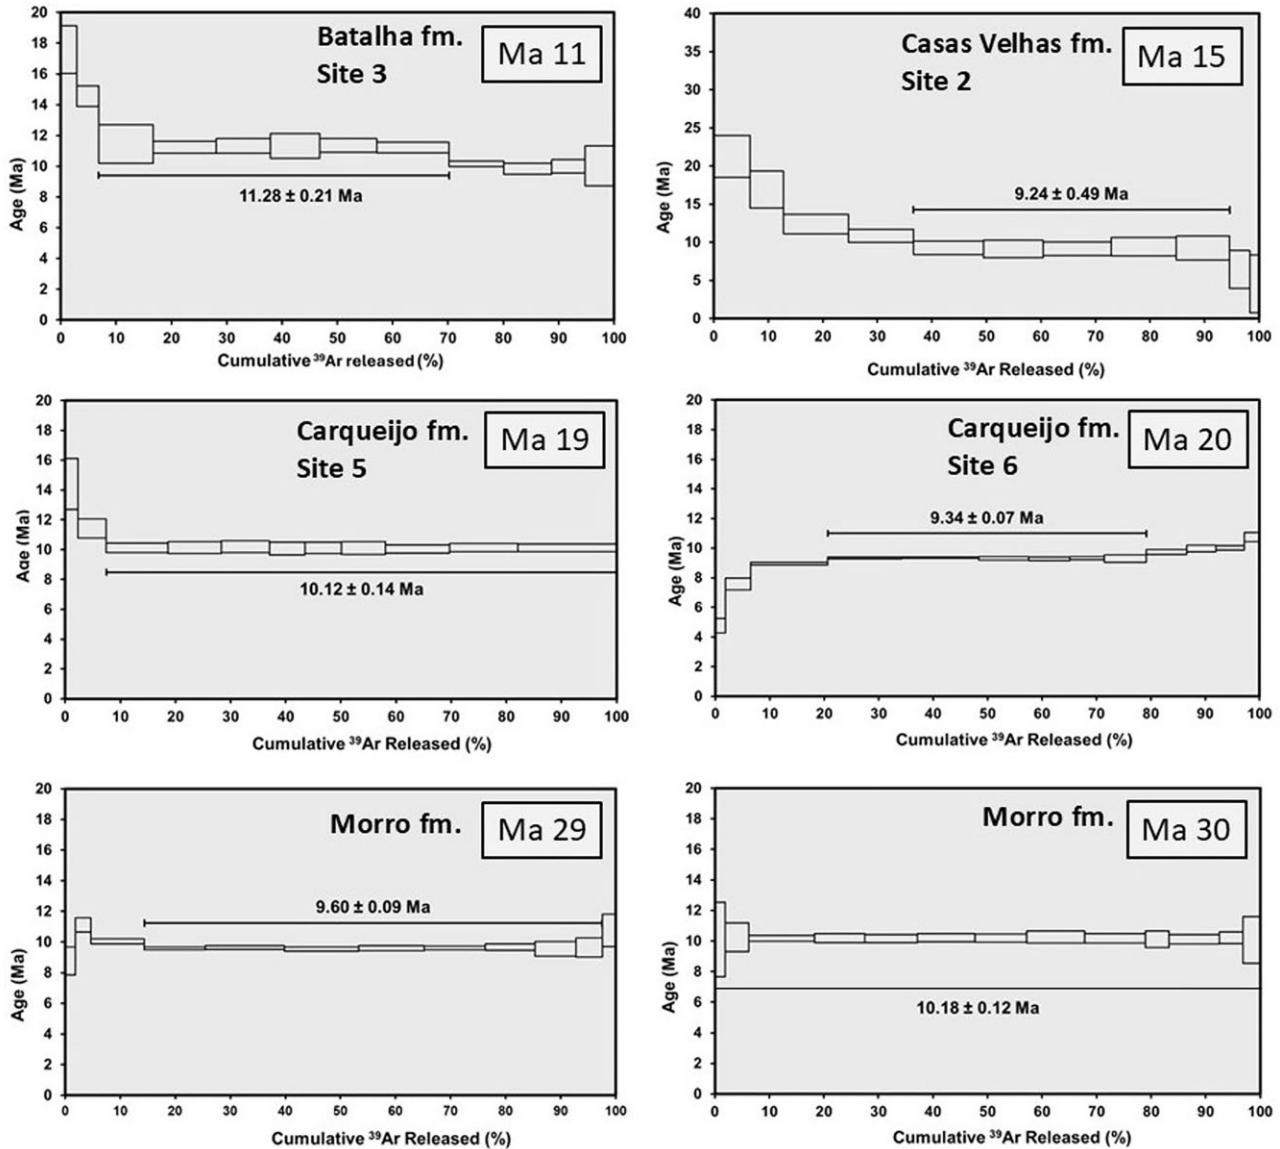 Batalha fm.
Site 3
Ma 11
20
18
16
14
12
10
8
6
4
2
0
Age (Ma)
11.28 ± 0.21 Ma
0 10 20 30 40 50 60 70 80 90 100
Cumulative ³⁹Ar released (%)
Casas Velhas fm.
Site 2
Ma 15
40
35
30
25
20
15
10
5
0
Age (Ma)
9.24 ± 0.49 Ma
0 10 20 30 40 50 60 70 80 90 100
Cumulative ³⁹Ar Released (%)
Carqueijo fm.
Site 5
Ma 19
20
18
16
14
12
10
8
6
4
2
0
Age (Ma)
10.12 ± 0.14 Ma
0 10 20 30 40 50 60 70 80 90 100
Cumulative ³⁹Ar Released (%)
Carqueijo fm.
Site 6
Ma 20
20
18
16
14
12
10
8
6
4
2
0
Age (Ma)
9.34 ± 0.07 Ma
0 10 20 30 40 50 60 70 80 90 100
Cumulative ³⁹Ar Released (%)
Morro fm.
Ma 29
20
18
16
14
12
10
8
6
4
2
0
Age (Ma)
9.60 ± 0.09 Ma
0 10 20 30 40 50 60 70 80 90 100
Cumulative ³⁹Ar Released (%)
Morro fm.
Ma 30
20
18
16
14
12
10
8
6
4
2
0
Age (Ma)
10.18 ± 0.12 Ma
0 10 20 30 40 50 60 70 80 90 100
Cumulative ³⁹Ar Released (%)